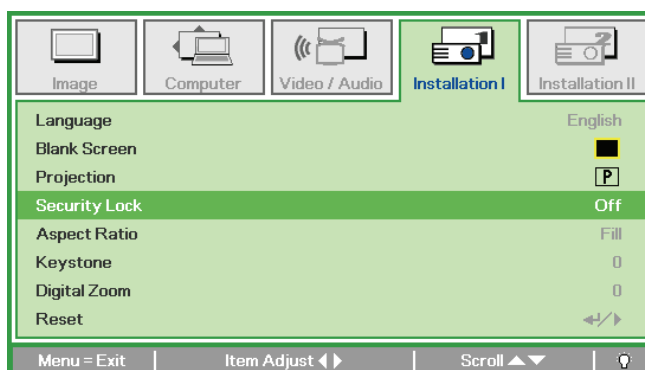 Image Computer Video / Audio Installation I Installation II
Language English
Blank Screen
Projection P
Security Lock Off
Aspect Ratio Fill
Keystone 0
Digital Zoom 0
Reset
Menu = Exit Item Adjust Scroll